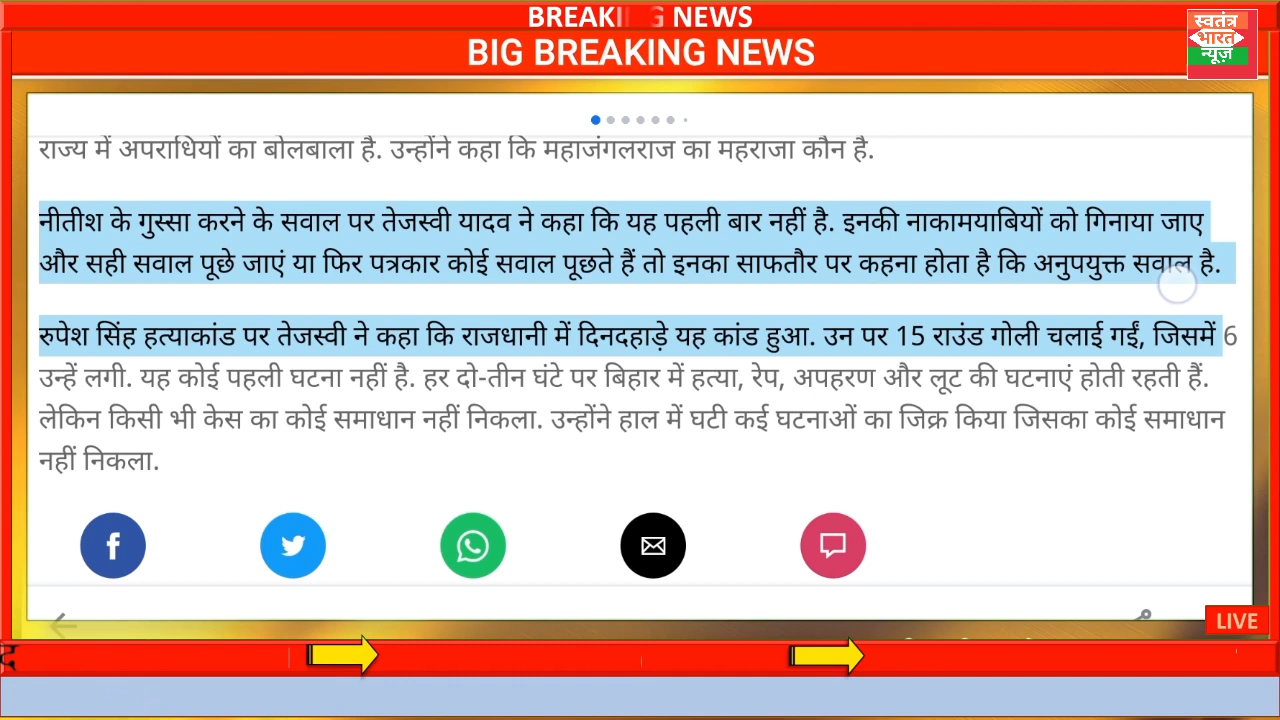 BREAKING NEWS
BIG BREAKING NEWS
स्वतंत्र
भारत
न्यूज़
राज्य में अपराधियों का बोलबाला है. उन्होंने कहा कि महाजंगलराज का महराजा कौन है.
नीतीश के गुस्सा करने के सवाल पर तेजस्वी यादव ने कहा कि यह पहली बार नहीं है. इनकी नाकामयाबियों को गिनाया जाए
और सही सवाल पूछे जाएं या फिर पत्रकार कोई सवाल पूछते हैं तो इनका साफतौर पर कहना होता है कि अनुपयुक्त सवाल है.
रुपेश सिंह हत्याकांड पर तेजस्वी ने कहा कि राजधानी में दिनदहाड़े यह कांड हुआ. उन पर 15 राउंड गोली चलाई गईं, जिसमें 6
उन्हें लगी. यह कोई पहली घटना नहीं है. हर दो-तीन घंटे पर बिहार में हत्या, रेप, अपहरण और लूट की घटनाएं होती रहती हैं.
लेकिन किसी भी केस का कोई समाधान नहीं निकला. उन्होंने हाल में घटी कई घटनाओं का जिक्र किया जिसका कोई समाधान
नहीं निकला.
LIVE